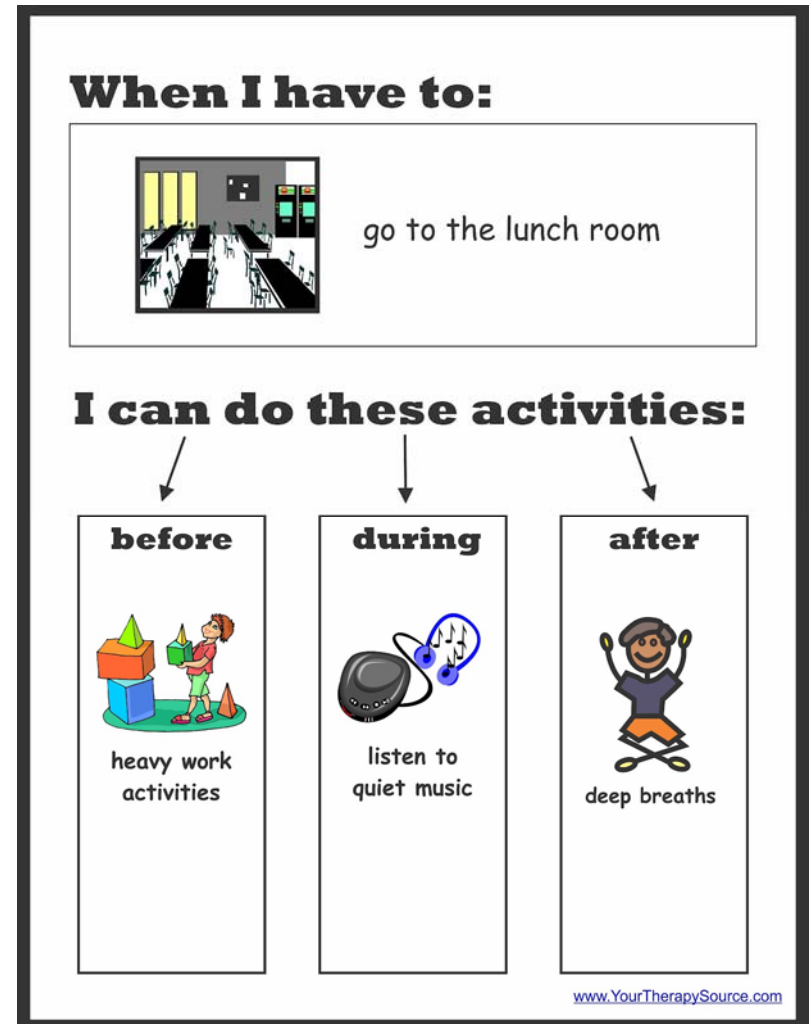 When I have to:
go to the lunch room
I can do these activities:
before
heavy work
activities
during
listen to
quiet music
after
deep breaths
www.YourTherapySource.com